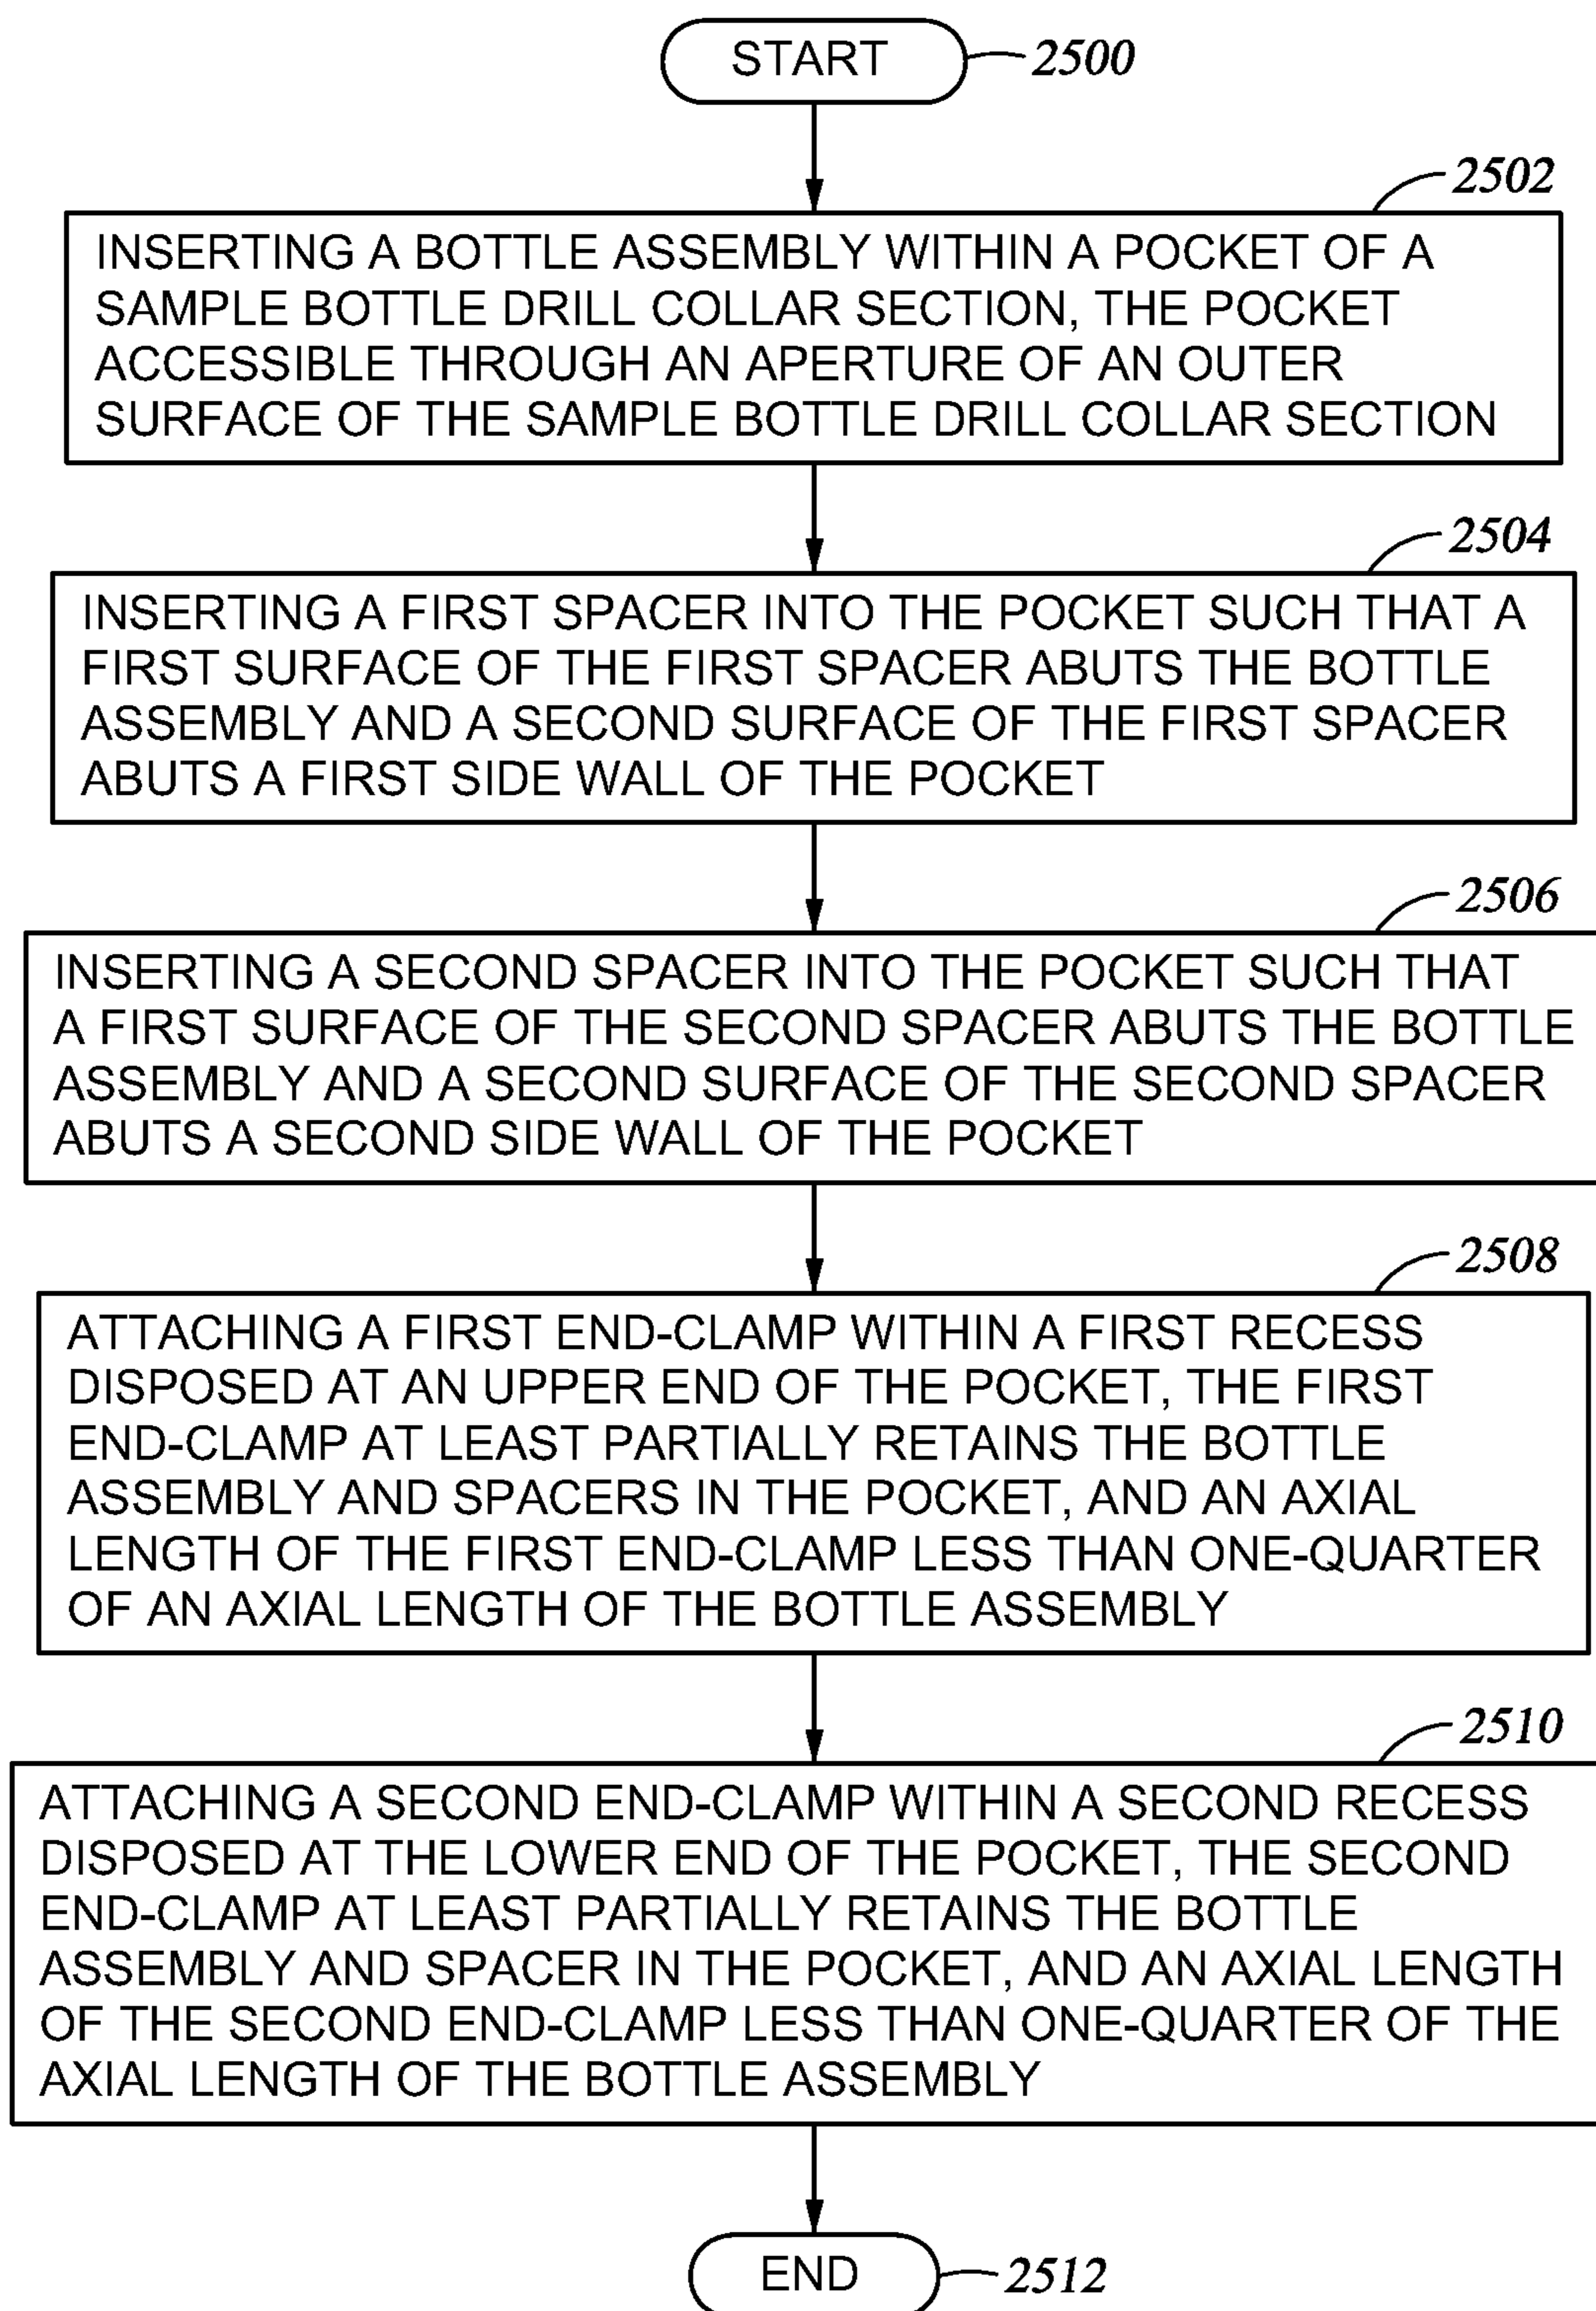 START
2500
2502
INSERTING A BOTTLE ASSEMBLY WITHIN A POCKET OF A
SAMPLE BOTTLE DRILL COLLAR SECTION, THE POCKET
ACCESSIBLE THROUGH AN APERTURE OF AN OUTER
SURFACE OF THE SAMPLE BOTTLE DRILL COLLAR SECTION
2504
INSERTING A FIRST SPACER INTO THE POCKET SUCH THAT A
FIRST SURFACE OF THE FIRST SPACER ABUTS THE BOTTLE
ASSEMBLY AND A SECOND SURFACE OF THE FIRST SPACER
ABUTS A FIRST SIDE WALL OF THE POCKET
2506
INSERTING A SECOND SPACER INTO THE POCKET SUCH THAT
A FIRST SURFACE OF THE SECOND SPACER ABUTS THE BOTTLE
ASSEMBLY AND A SECOND SURFACE OF THE SECOND SPACER
ABUTS A SECOND SIDE WALL OF THE POCKET
2508
ATTACHING A FIRST END-CLAMP WITHIN A FIRST RECESS
DISPOSED AT AN UPPER END OF THE POCKET, THE FIRST
END-CLAMP AT LEAST PARTIALLY RETAINS THE BOTTLE
ASSEMBLY AND SPACERS IN THE POCKET, AND AN AXIAL
LENGTH OF THE FIRST END-CLAMP LESS THAN ONE-QUARTER
OF AN AXIAL LENGTH OF THE BOTTLE ASSEMBLY
2510
ATTACHING A SECOND END-CLAMP WITHIN A SECOND RECESS
DISPOSED AT THE LOWER END OF THE POCKET, THE SECOND
END-CLAMP AT LEAST PARTIALLY RETAINS THE BOTTLE
ASSEMBLY AND SPACER IN THE POCKET, AND AN AXIAL LENGTH
OF THE SECOND END-CLAMP LESS THAN ONE-QUARTER OF THE
AXIAL LENGTH OF THE BOTTLE ASSEMBLY
END
2512